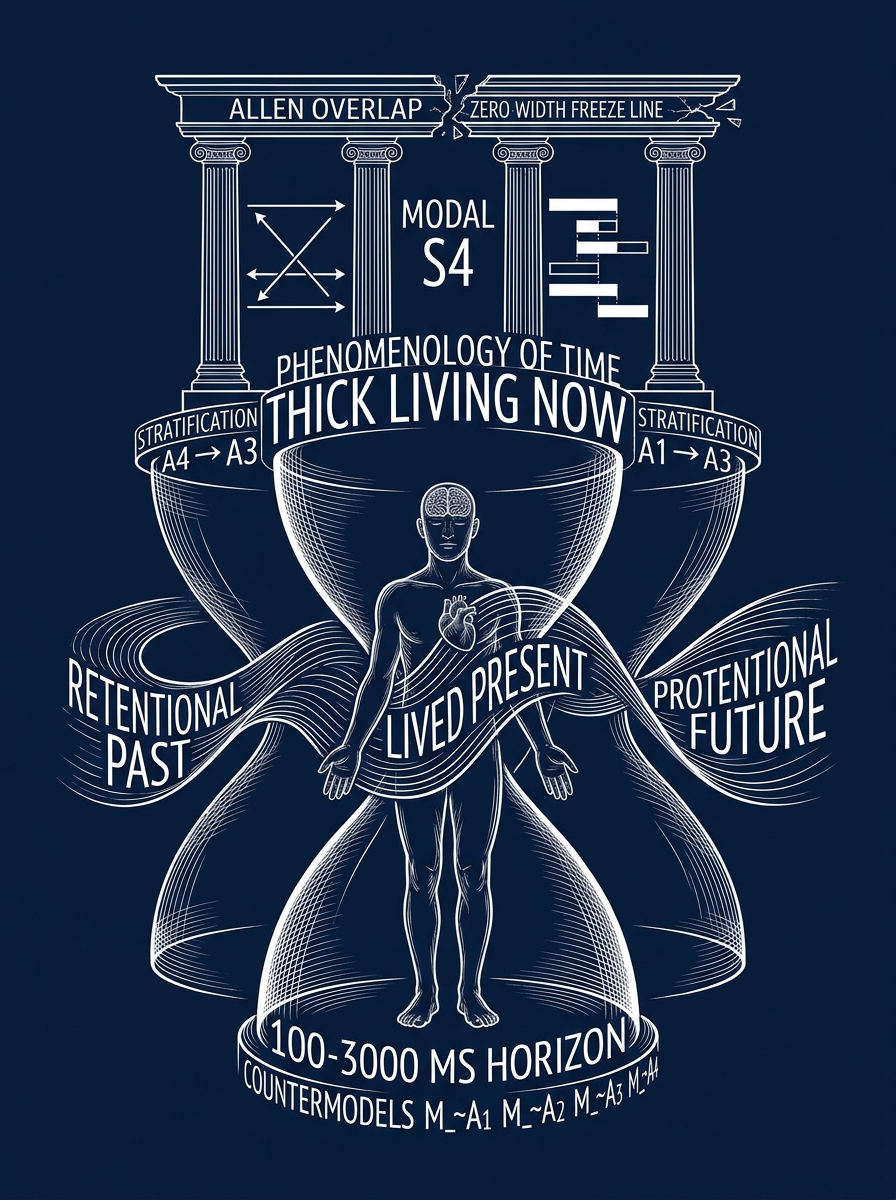 ALLEN OVERLAP
ZERO WIDTH FREEZE LINE
MODAL
S4
PHENOMENOLOGY OF TIME
THICK LIVING NOW
STRATIFICATION
A4→A3
STRATIFICATION
A1→A3
RETENTIONAL
PAST
LIVED PRESENT
PROTENTIONAL
FUTURE
100-3000 MS HORIZON
COUNTERMODELS M_~A1 M_~A2 M_~A3 M_~A4